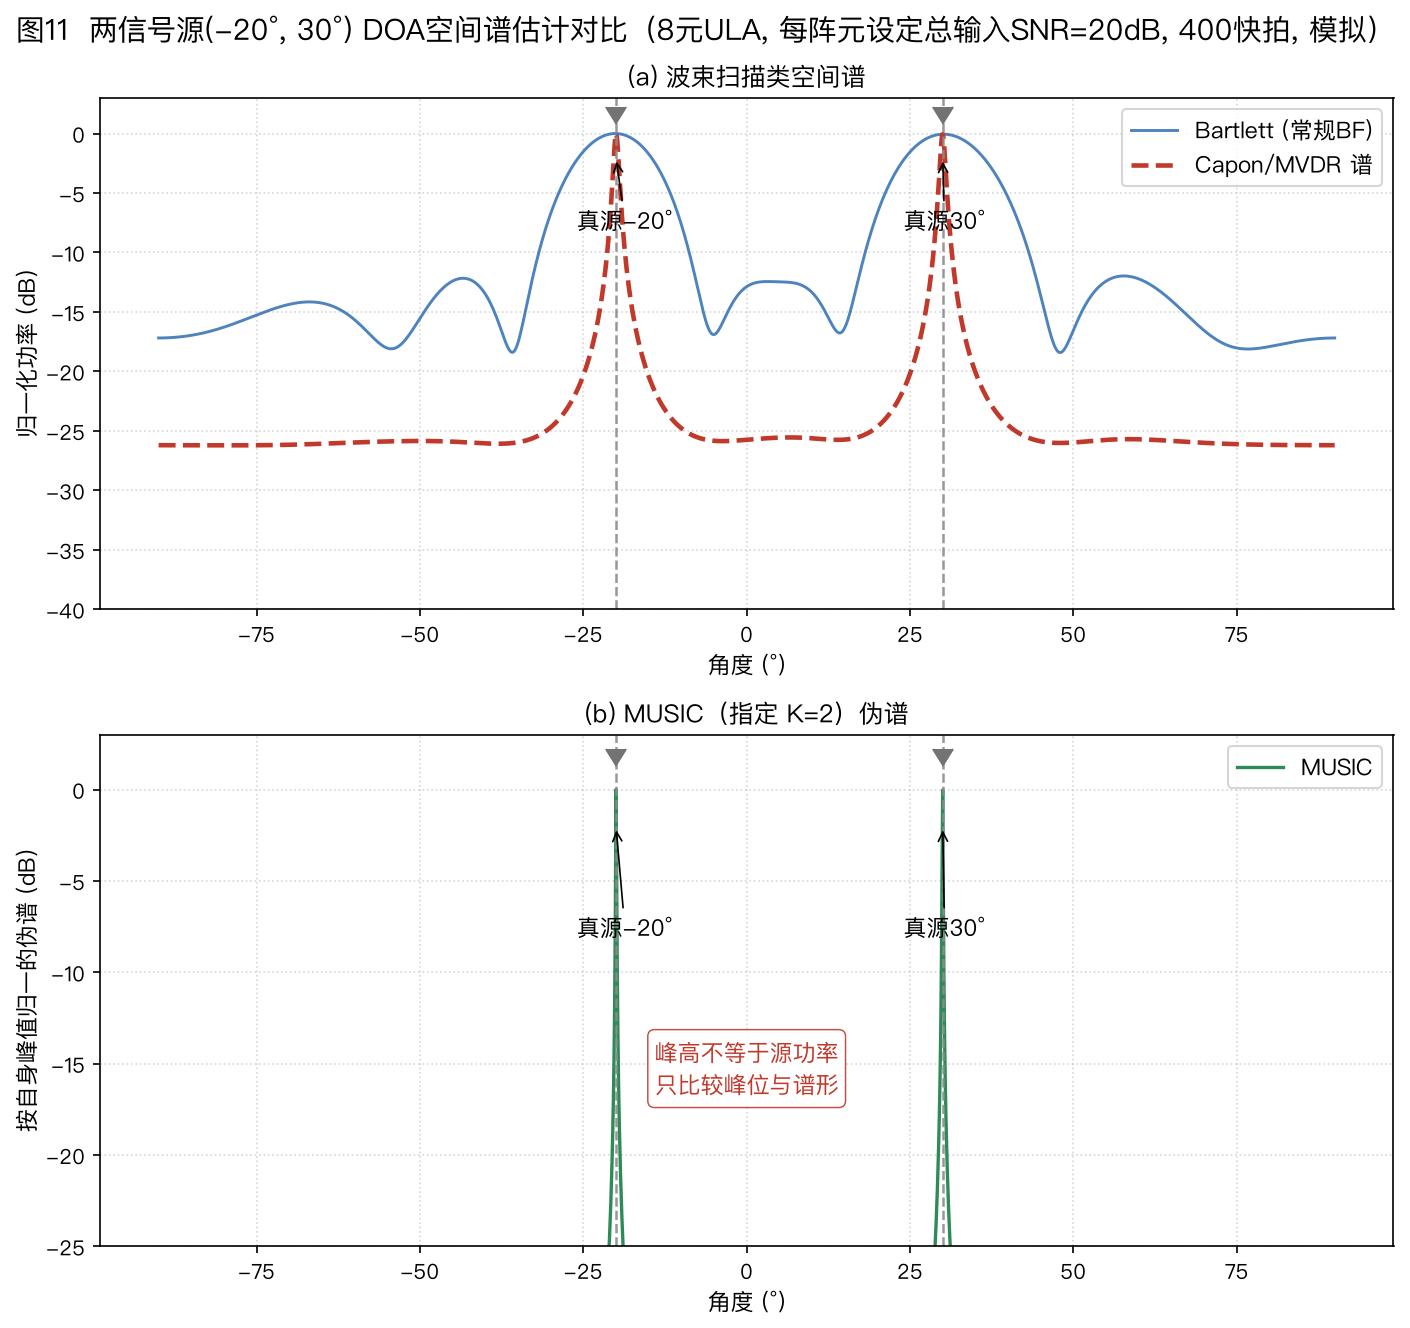 图11  两信号源(−20°, 30°) DOA空间谱估计对比（8元ULA, 每阵元设定总输入SNR=20dB, 400快拍, 模拟）
(a) 波束扫描类空间谱
Bartlett (常规BF)
Capon/MVDR 谱
真源−20°
真源30°
归一化功率 (dB)
0
−5
−10
−15
−20
−25
−30
−35
−40
−75
−50
−25
0
25
50
75
角度 (°)
(b) MUSIC（指定 K=2）伪谱
MUSIC
真源−20°
真源30°
峰高不等于源功率
只比较峰位与谱形
按自身峰值归一的伪谱 (dB)
0
−5
−10
−15
−20
−25
−75
−50
−25
0
25
50
75
角度 (°)